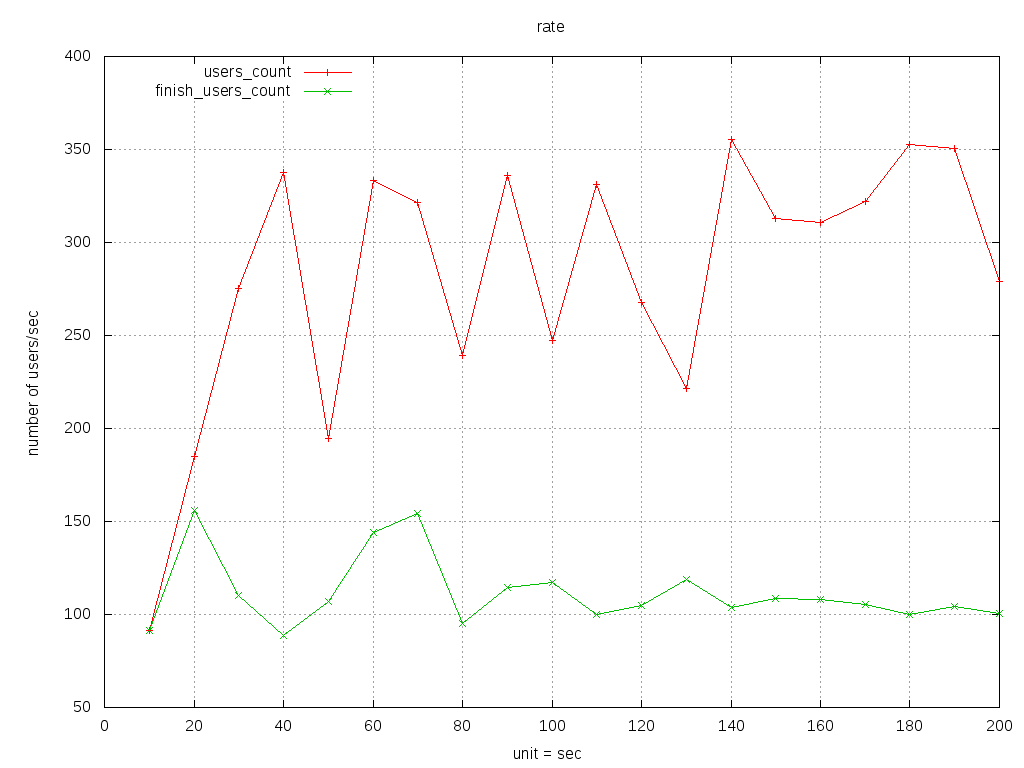 rate
users_count
finish_users_count
400
350
300
250
200
150
100
50
number of users/sec
0 20 40 60 80 100 120 140 160 180 200
unit = sec